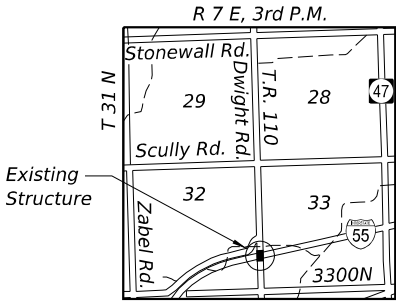 R 7 E, 3rd P.M.
T 31 N
Stonewall Rd.
Dwight Rd.
T.R. 110
47
29
28
Scully Rd.
Existing
Structure
32
33
Zabel Rd.
55
3300N